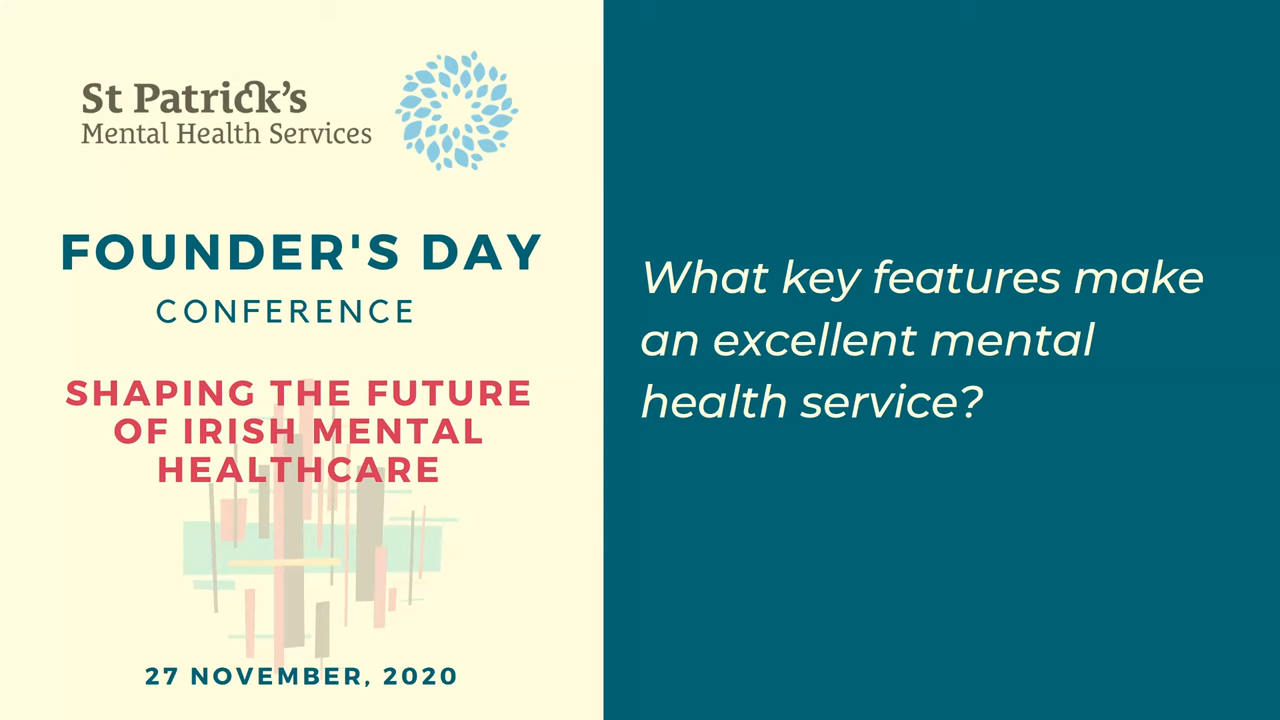 St Patrick's
Mental Health Services
FOUNDER'S DAY
CONFERENCE
SHAPING THE FUTURE
OF IRISH MENTAL
HEALTHCARE
27 NOVEMBER, 2020
What key features make
an excellent mental
health service?